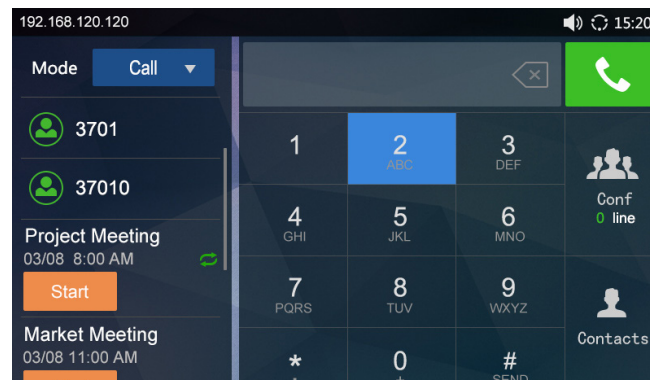 192.168.120.120
15:20
Mode
Call
3701
37010
Project Meeting
03/08 8:00 AM
Start
Market Meeting
03/08 11:00 AM
1
2
ABC
3
DEF
4
GHI
5
JKL
6
MNO
7
PQRS
8
TUV
9
WXYZ
*
0
+
#
SEND
Conf
0 line
Contacts